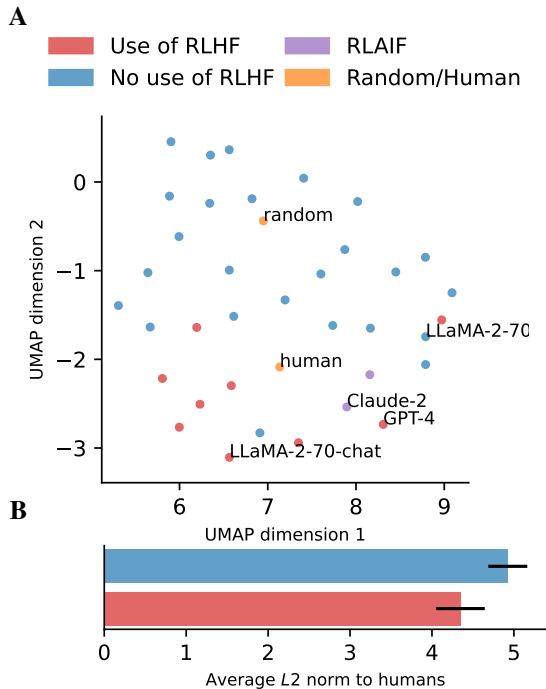 A
Use of RLHF
RLAIF
No use of RLHF
Random/Human
UMAP dimension 2
0
−1
−2
−3
random
LLaMA-2-70
human
Claude-2
GPT-4
LLaMA-2-70-chat
6 7 8 9
UMAP dimension 1
B
0 1 2 3 4 5
Average L2 norm to humans